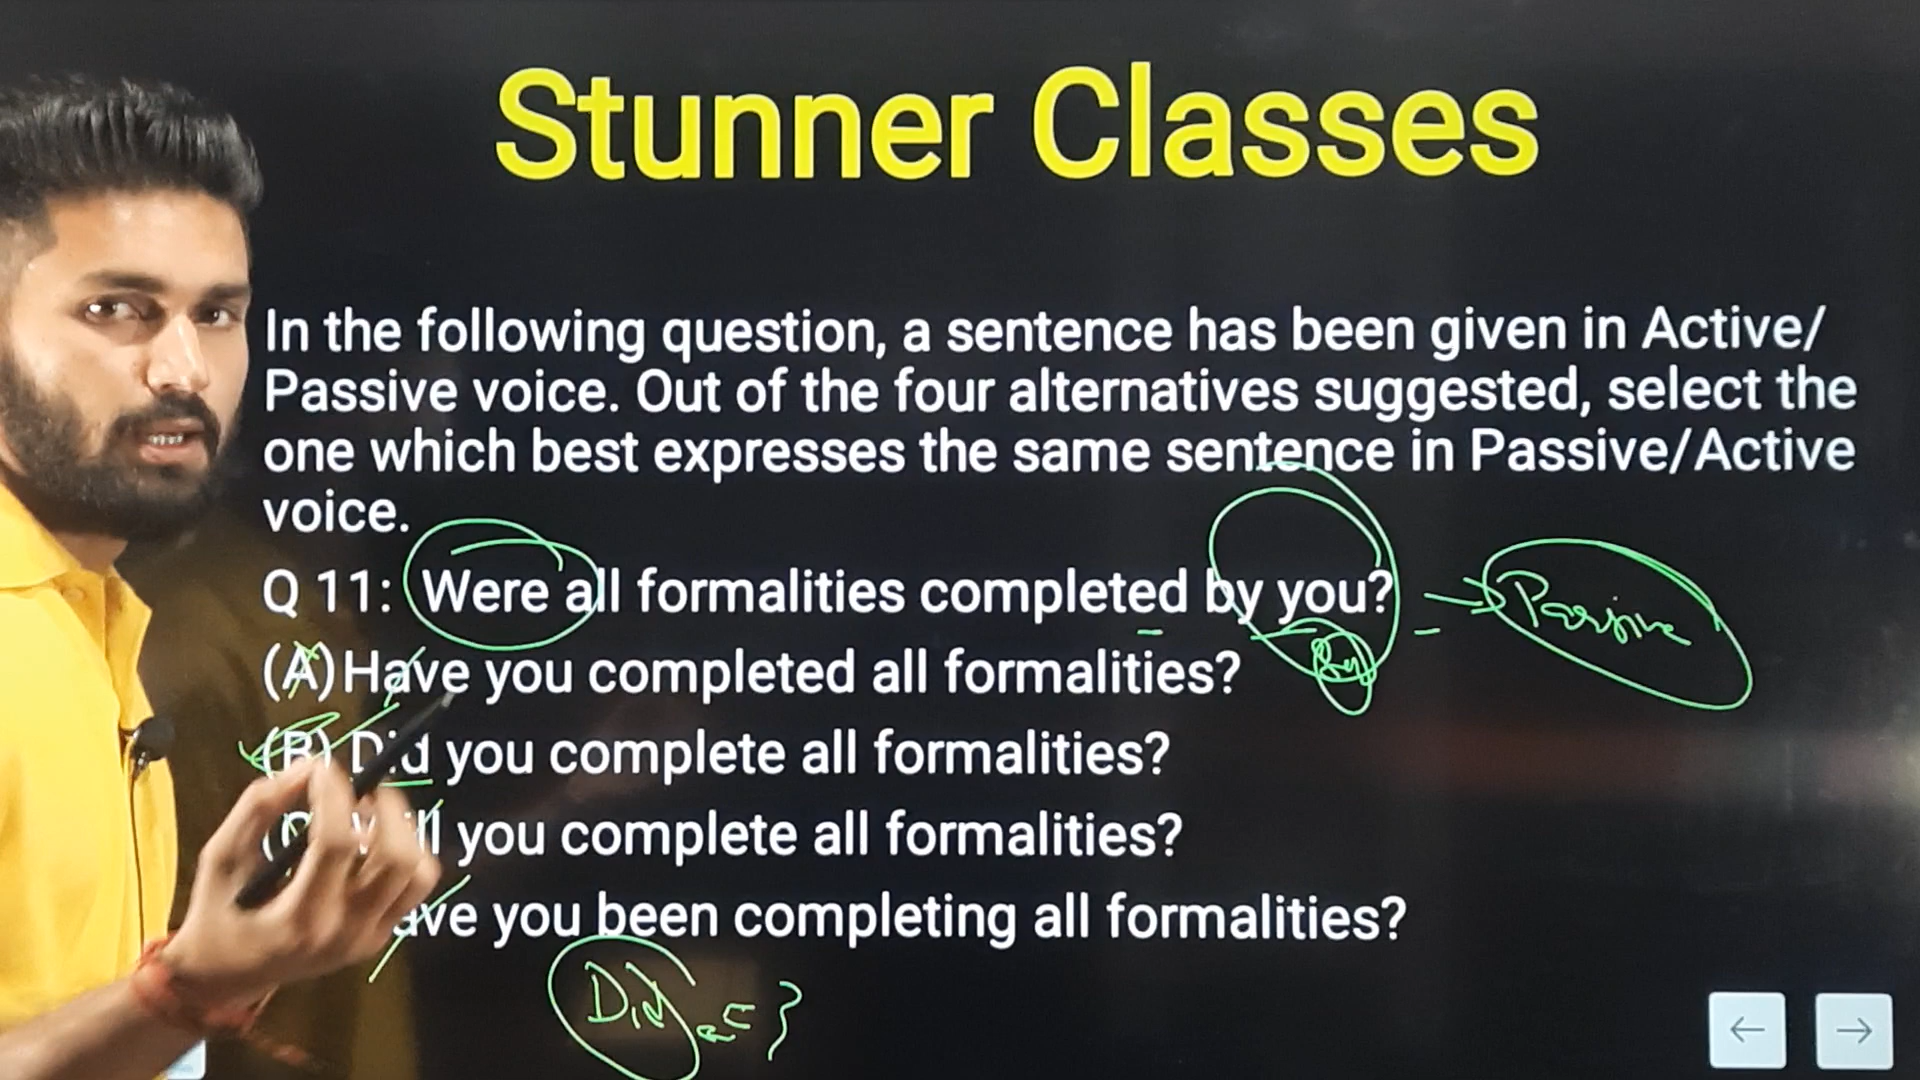 Stunner Classes
In the following question, a sentence has been given in Active/
Passive voice. Out of the four alternatives suggested, select the
one which best expresses the same sentence in Passive/Active
voice.
Q 11: Were all formalities completed by you?
Passive
(A) Have you completed all formalities?
By
(B) Did you complete all formalities?
you complete all formalities?
you been completing all formalities?
Did